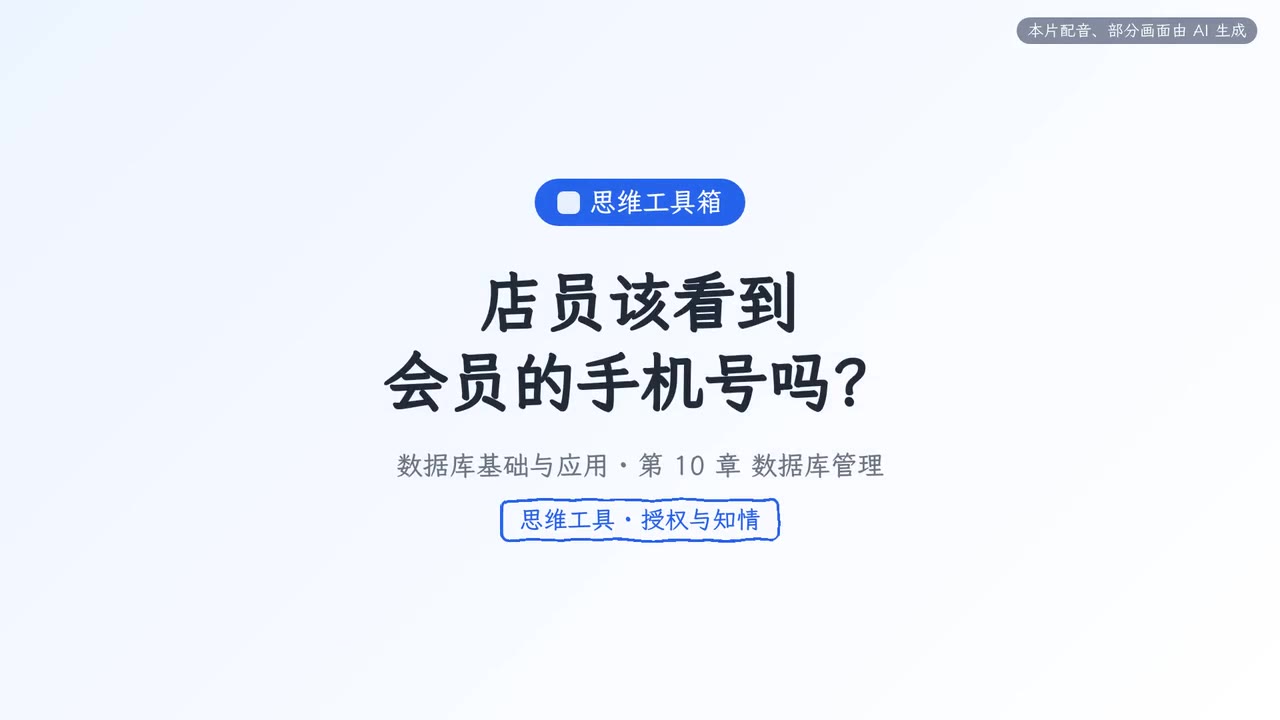 本片配音、部分画面由 AI 生成
思维工具箱
店员该看到
会员的手机号吗？
数据库基础与应用·第 10 章 数据库管理
思维工具·授权与知情